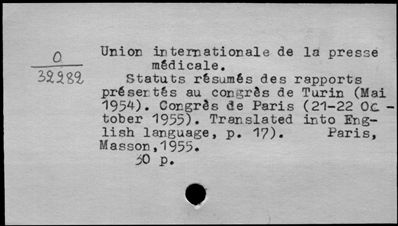 O
32282
Union internationale de la presse
médicale.
Statuts résumés des rapports
présentés au congrès de Turin (Mai
1954). Congrès de Paris (21-22 Oc -
tober 1955). Translated into Eng-
lish language, p. 17). Paris,
Masson,1955.
30 p.